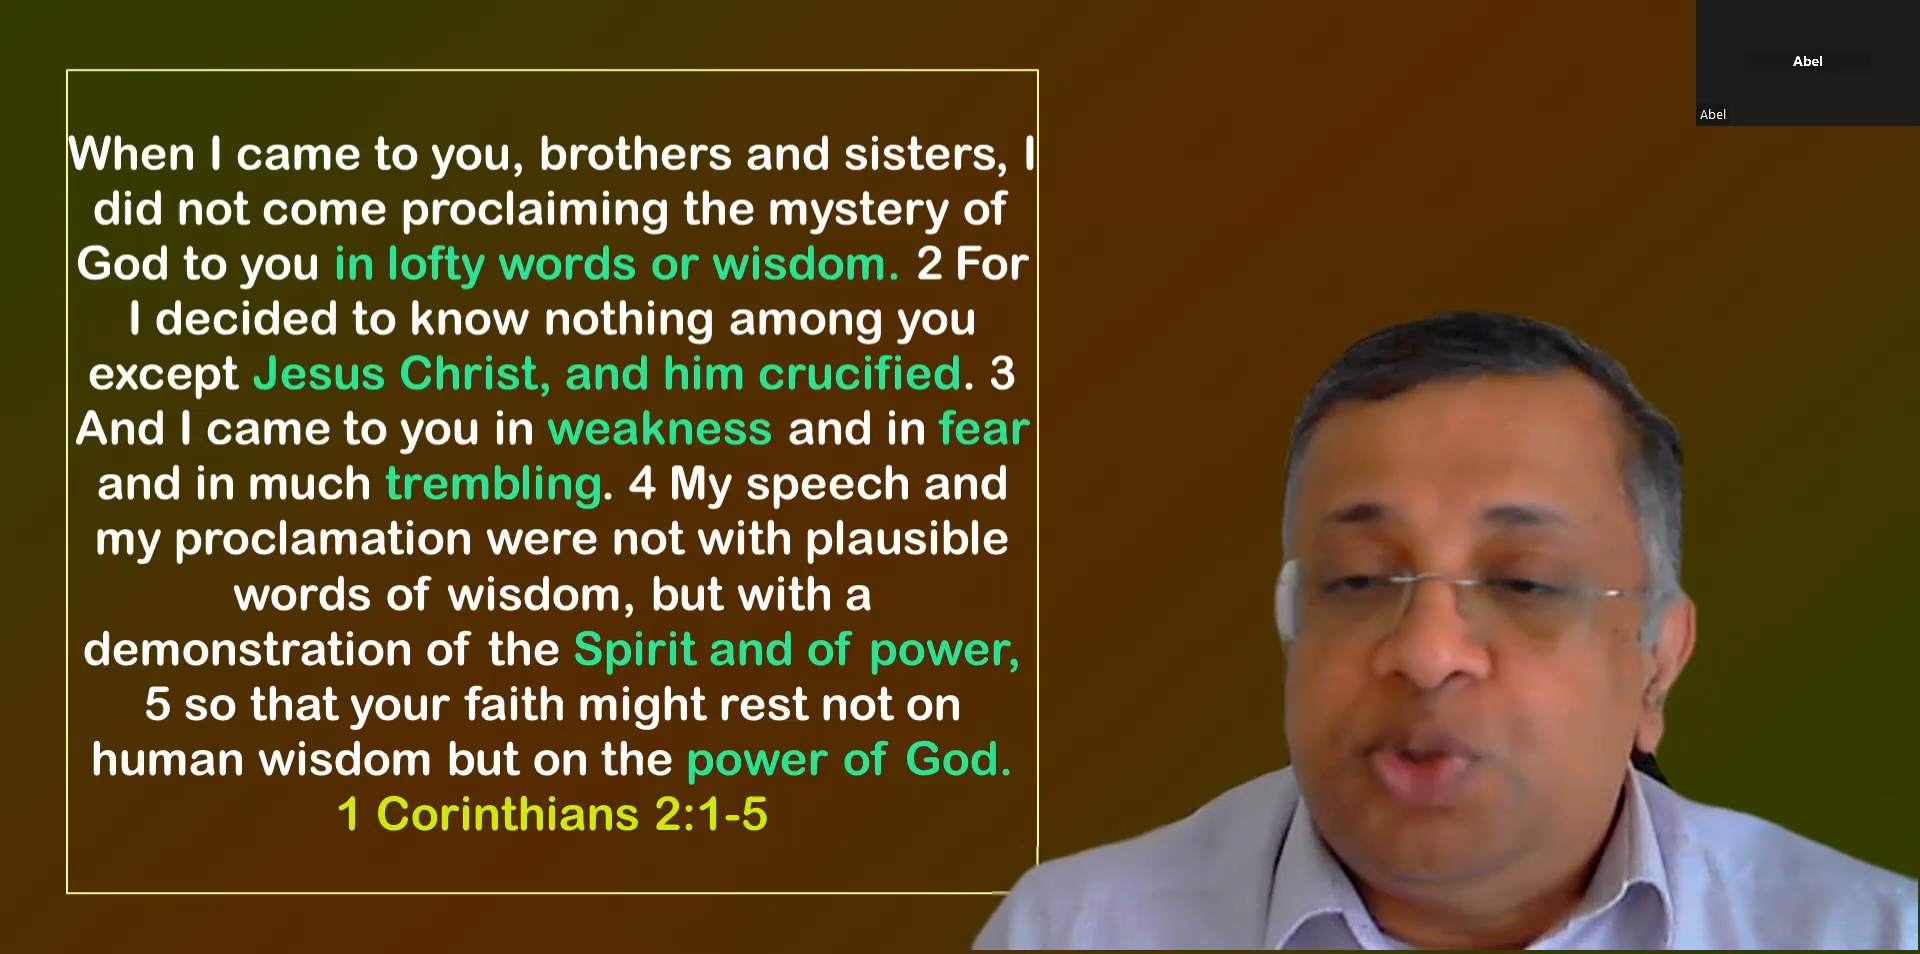 When I came to you, brothers and sisters, I
did not come proclaiming the mystery of
God to you in lofty words or wisdom. 2 For
I decided to know nothing among you
except Jesus Christ, and him crucified. 3
And I came to you in weakness and in fear
and in much trembling. 4 My speech and
my proclamation were not with plausible
words of wisdom, but with a
demonstration of the Spirit and of power,
5 so that your faith might rest not on
human wisdom but on the power of God.
1 Corinthians 2:1-5
Abel
Abel